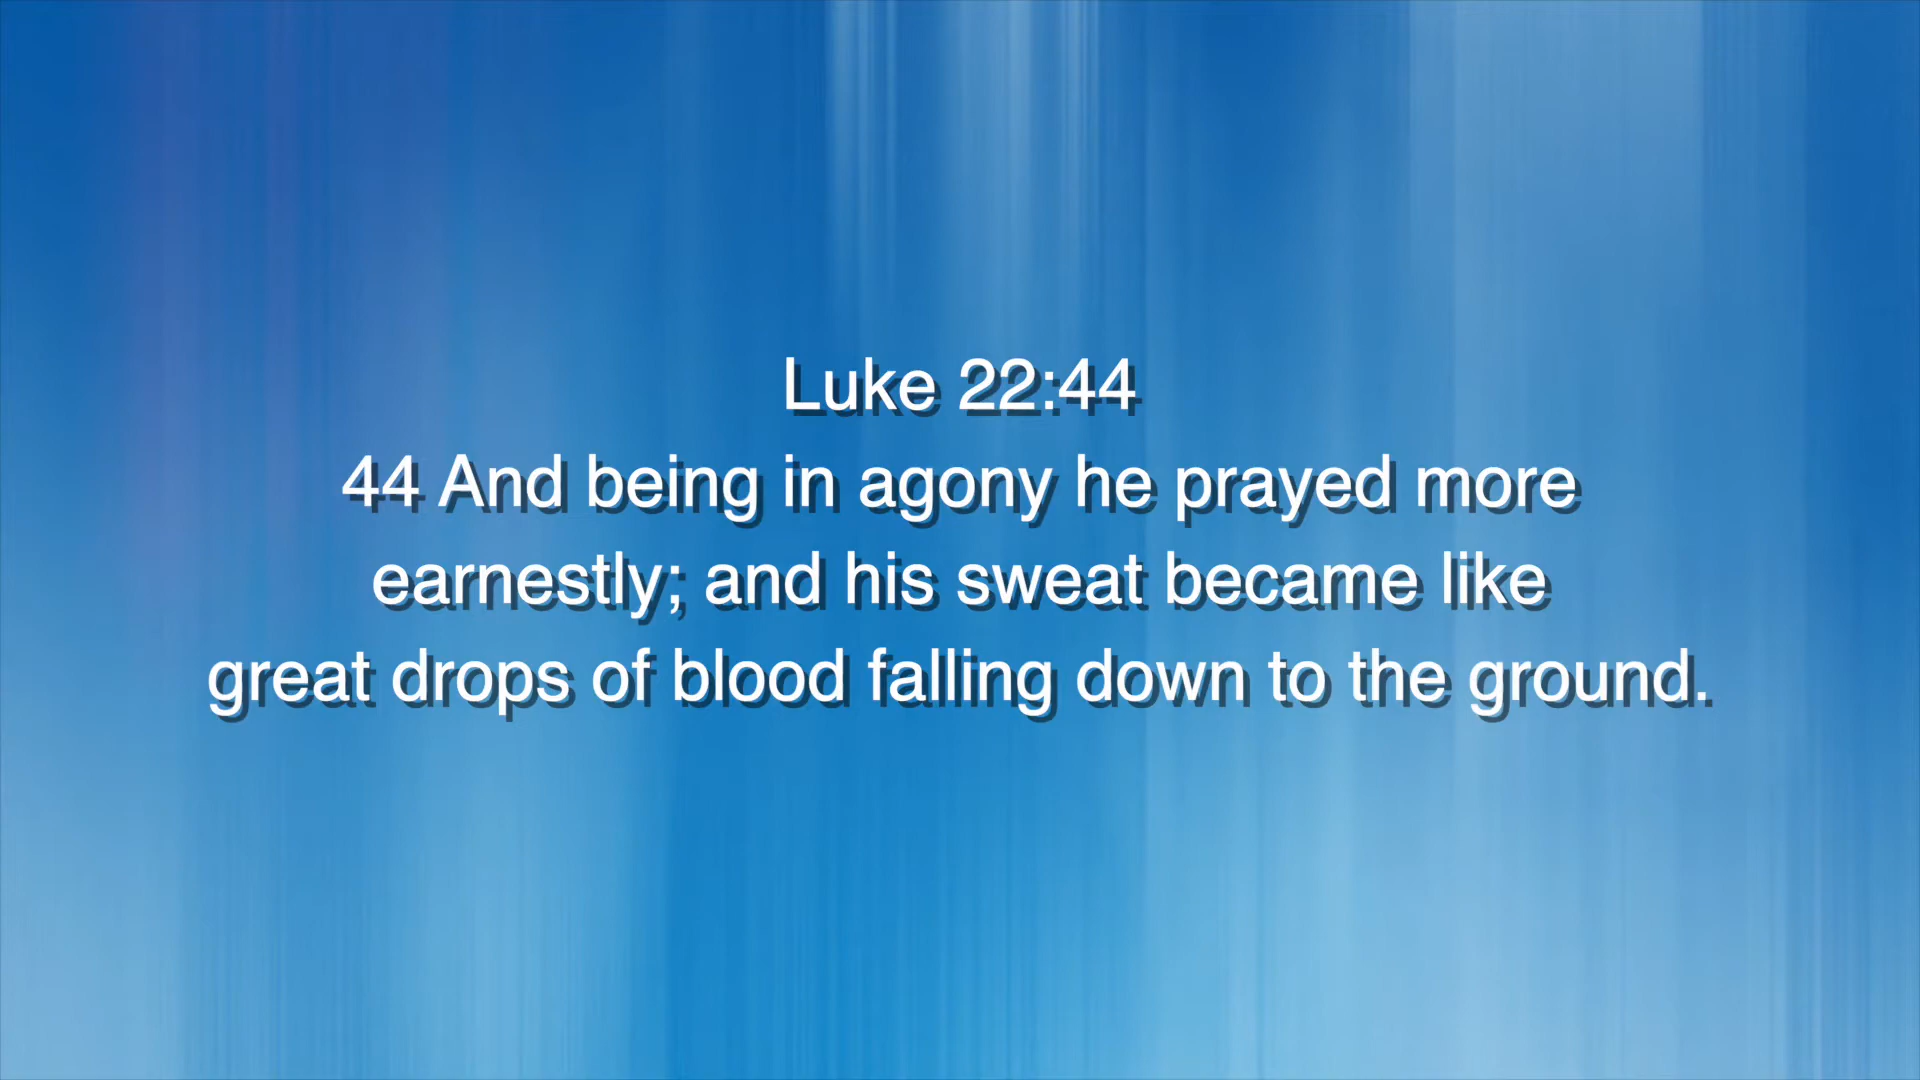 Luke 22:44
44 And being in agony he prayed more
earnestly; and his sweat became like
great drops of blood falling down to the ground.